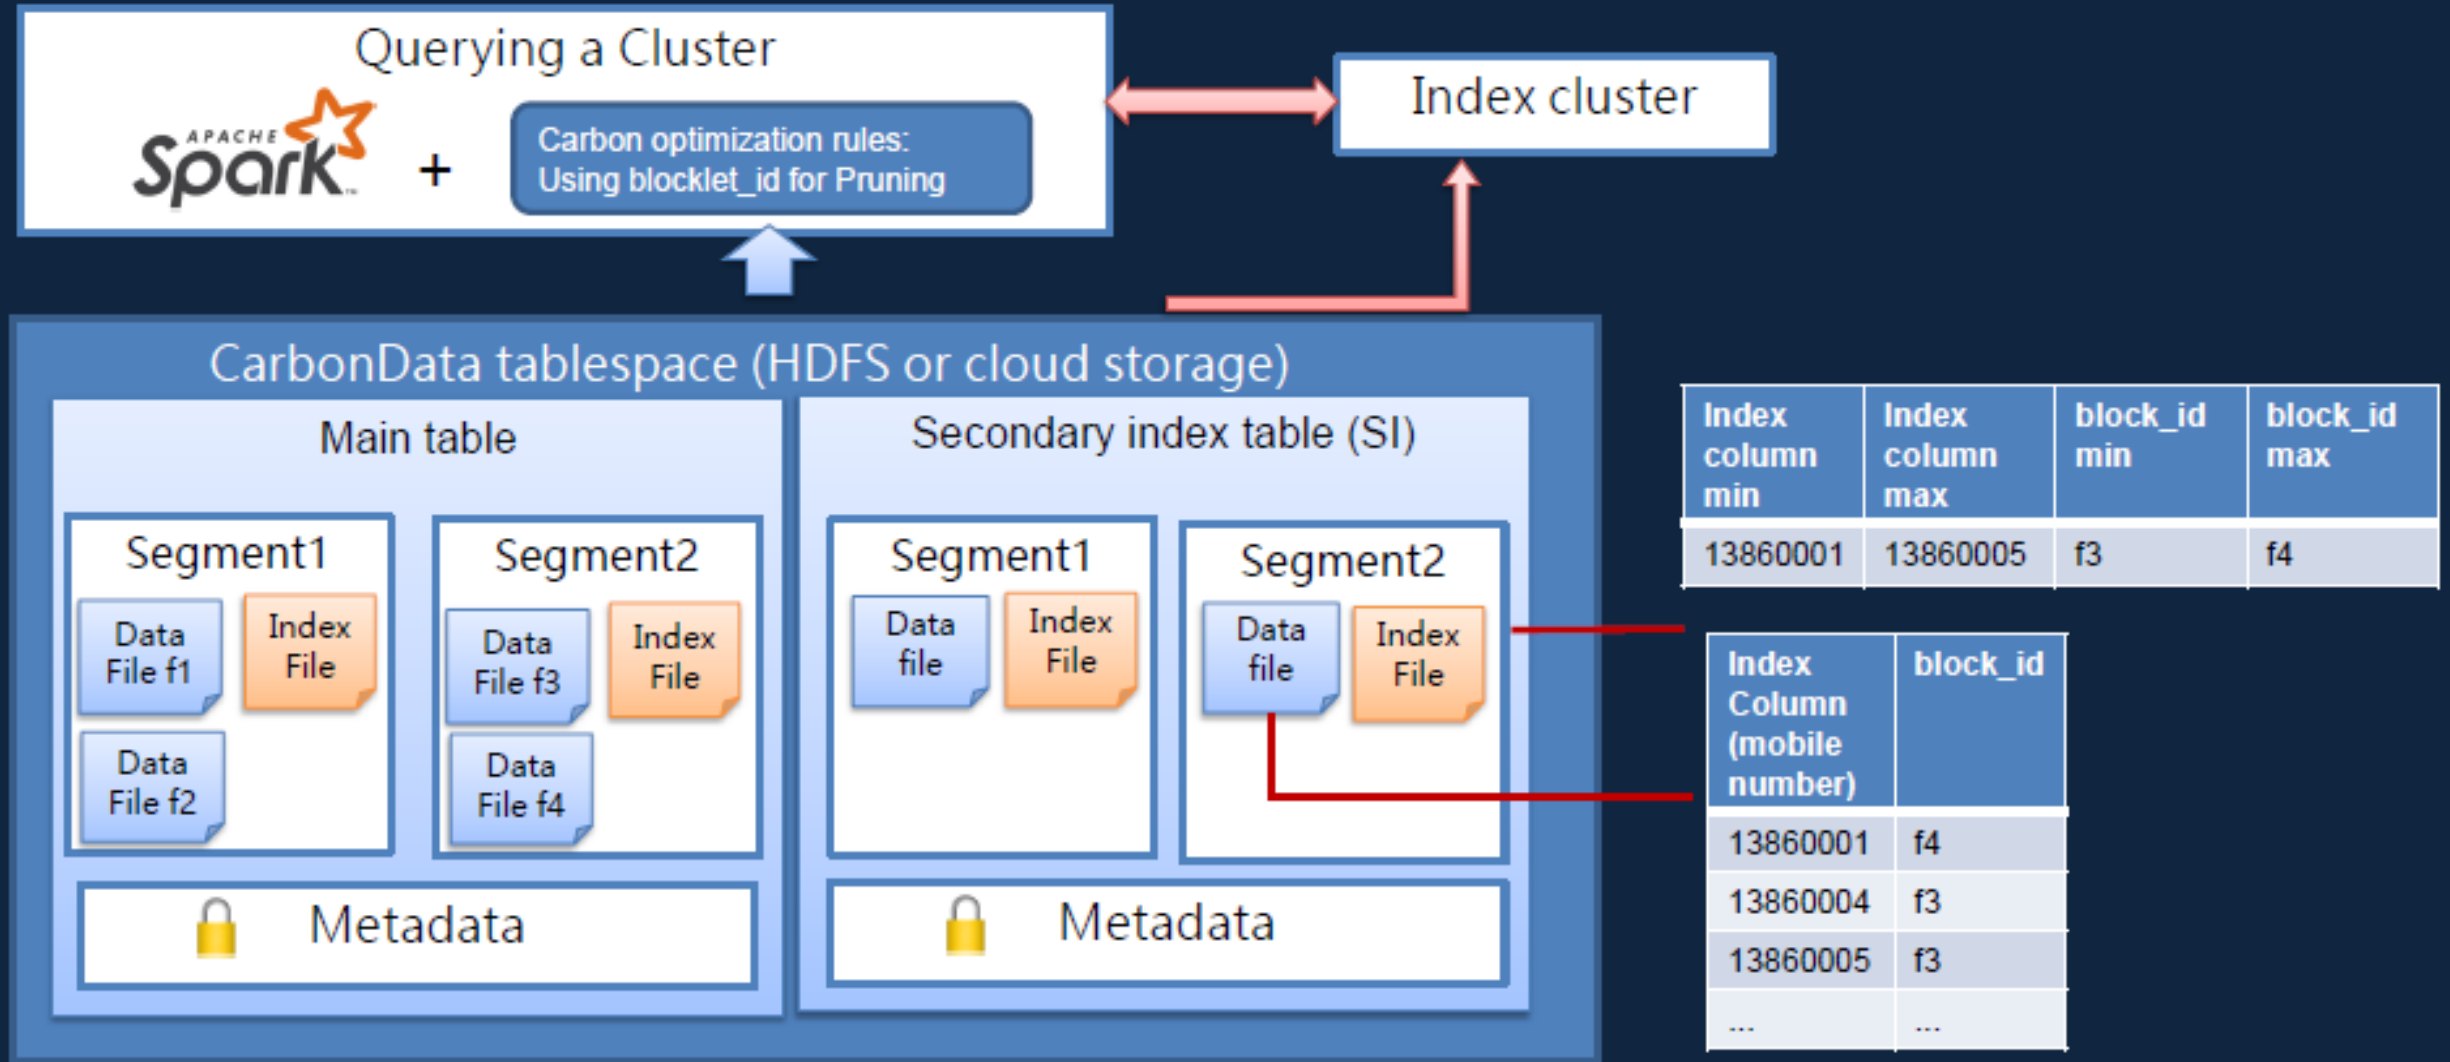 Querying a Cluster
APACHE
Spark
TM
+
Carbon optimization rules:
Using blocklet_id for Pruning
Index cluster
CarbonData tablespace (HDFS or cloud storage)
Main table
Segment1
Data
File f1
Index
File
Data
File f2
Segment2
Data
File f3
Index
File
Data
File f4
Metadata
Secondary index table (SI)
Segment1
Data
file
Index
File
Segment2
Data
file
Index
File
Metadata
Index
column
min
Index
column
max
block_id
min
block_id
max
13860001 13860005 f3 f4
Index
Column
(mobile
number)
block_id
13860001 f4
13860004 f3
13860005 f3
... ...